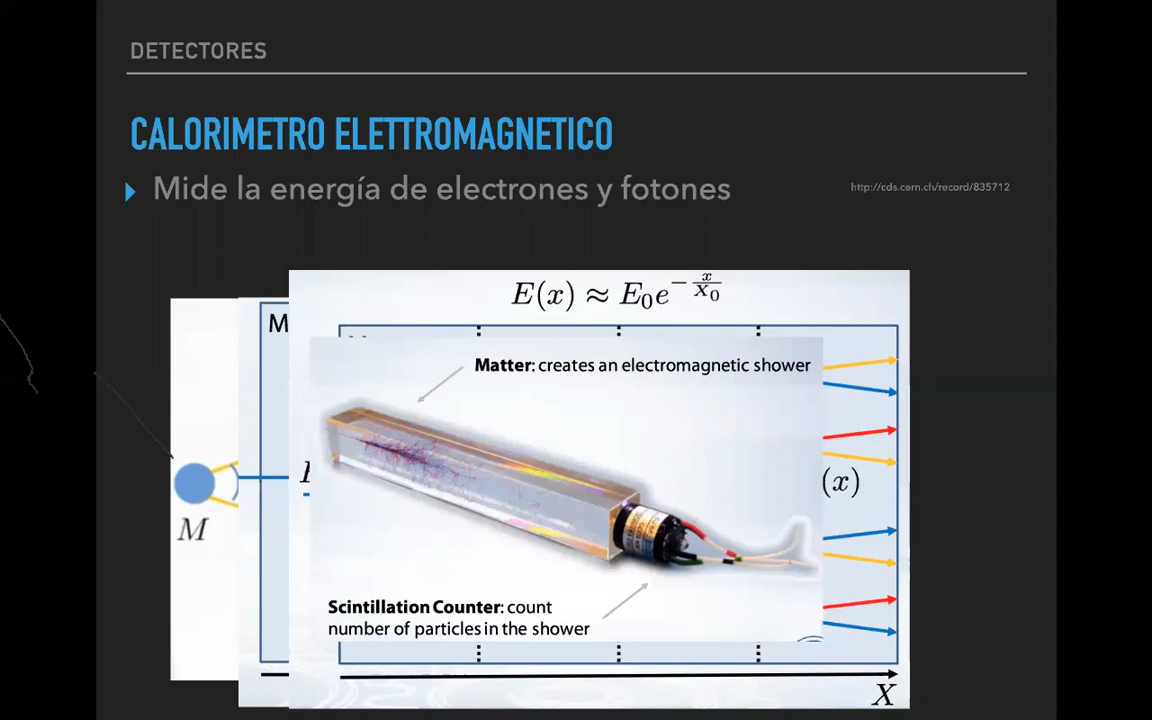 DETECTORES
CALORIMETRO ELETTROMAGNETICO
Mide la energía de electrones y fotones
http://cds.cern.ch/record/835712
E(x) ≈ E₀e^{-x/X₀}
M
Matter: creates an electromagnetic shower
(x)
M
Scintillation Counter: count
number of particles in the shower
X